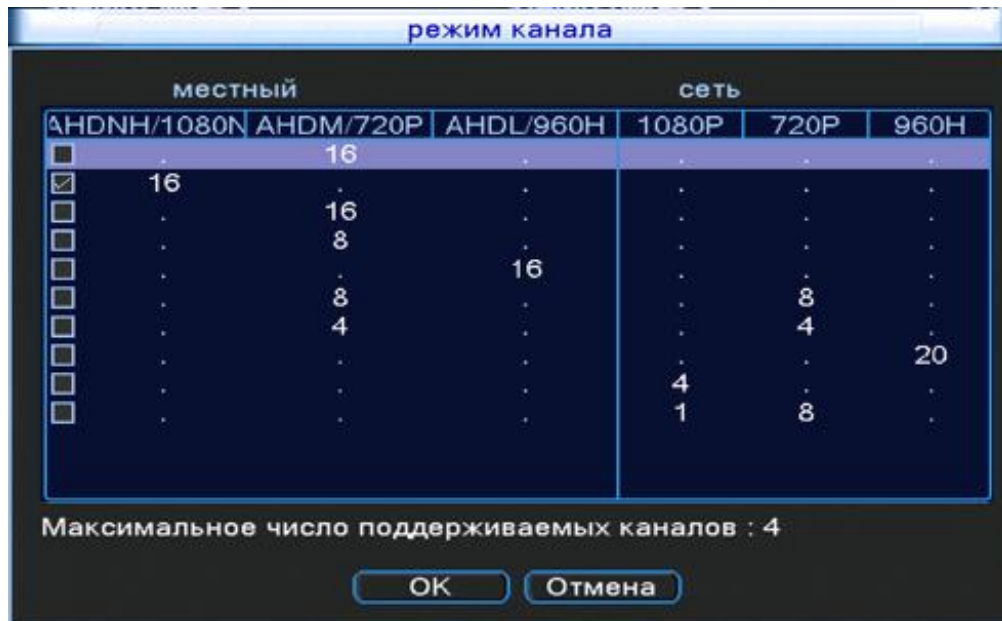 режим канала
местный сеть
AHDNH/1080N AHDM/720P AHDL/960H 1080P 720P 960H
. 16 . . . .
16 . . . . .
. 16 . . . .
. 8 . . . .
. . 16 . . .
. 8 . . 8 .
. 4 . . 4 .
. . . . . 20
. . . 4 . .
. . . 1 8 .
Максимальное число поддерживаемых каналов : 4
OK Отмена